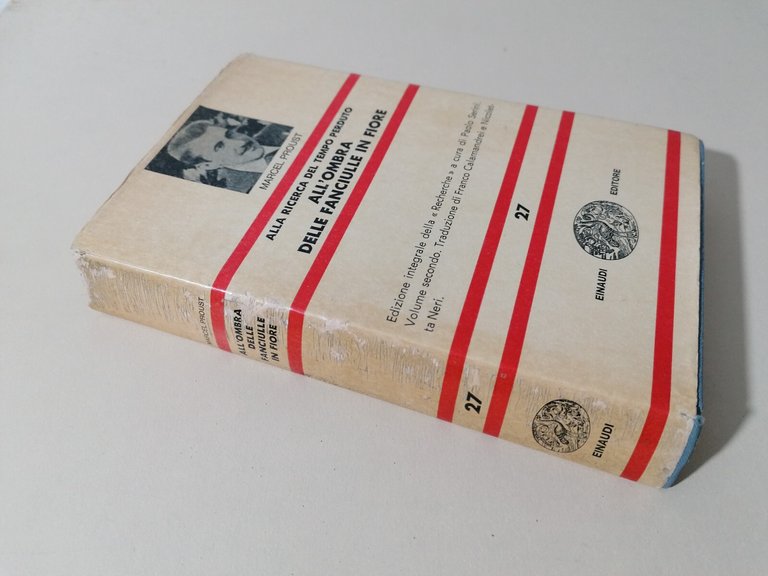 MARCEL PROUST
ALLA RICERCA DEL TEMPO PERDUTO
ALL'OMBRA
DELLE FANCIULLE IN FIORE
Edizione integrale della « Recherche » a cura di Paolo Serini.
Volume secondo. Traduzione di Franco Calamandrei e Nicolet-
ta Neri.
27
EINAUDI EDITORE
MARCEL PROUST
ALL'OMBRA
DELLE
FANCIULLE
IN FIORE
27
EINAUDI